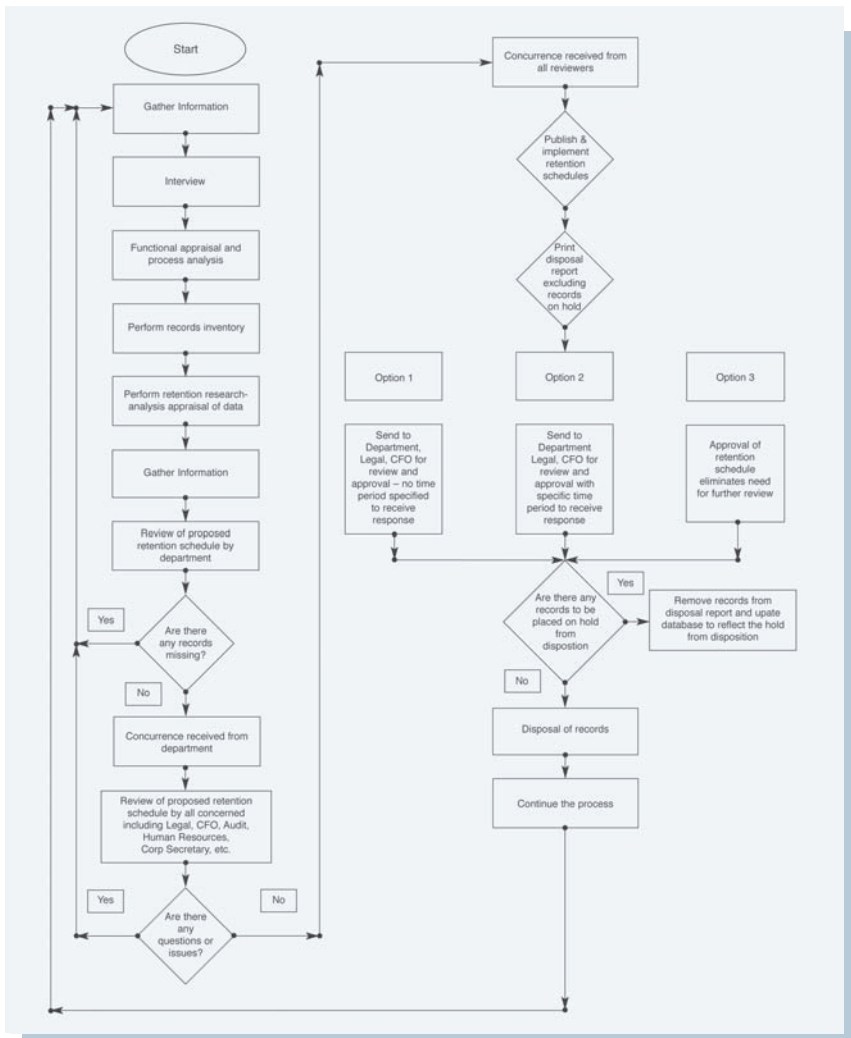 Start
Gather Information
Interview
Functional appraisal and
process analysis
Perform records inventory
Perform retention research-
analysis appraisal of data
Gather Information
Review of proposed
retention schedule by
department
Yes
Are there
any records
missing?
No
Concurrence received from
department
Review of proposed retention
schedule by all concerned
including Legal, CFO, Audit,
Human Resources,
Corp Secretary, etc.
Yes
No
Are there
any
questions or
issues?
Concurrence received from
all reviewers
Publish &
implement
retention
schedules
Print
disposal
report
excluding
records
on hold
Option 1
Option 2
Option 3
Send to
Department,
Legal, CFO for
review and
approval – no time
period specified
to receive
response
Send to
Department
Legal, CFO for
review and
approval with
specific time
period to receive
response
Approval of
retention
schedule
eliminates need
for further review
Yes
Are there any
records to be
placed on hold
from
dispostion
Remove records from
disposal report and upate
database to reflect the hold
from disposition
No
Disposal of records
Continue the process